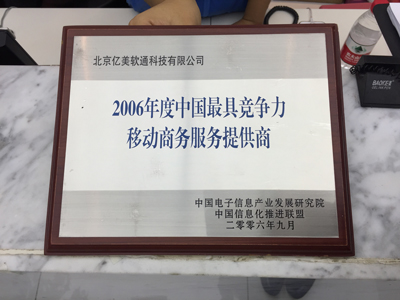 北京亿美软通科技有限公司
2006年度中国最具竞争力
移动商务服务提供商
中国电子信息产业发展研究院
中国信息化推进联盟
二零零六年九月
BAOKE